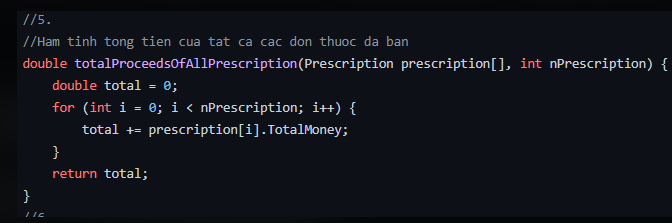 //5.
//Ham tinh tong tien cua tat ca cac don thuoc da ban
double totalProceedsOfAllPrescription(Prescription prescription[], int nPrescription) {
    double total = 0;
    for (int i = 0; i < nPrescription; i++) {
        total += prescription[i].TotalMoney;
    }
    return total;
}
//6